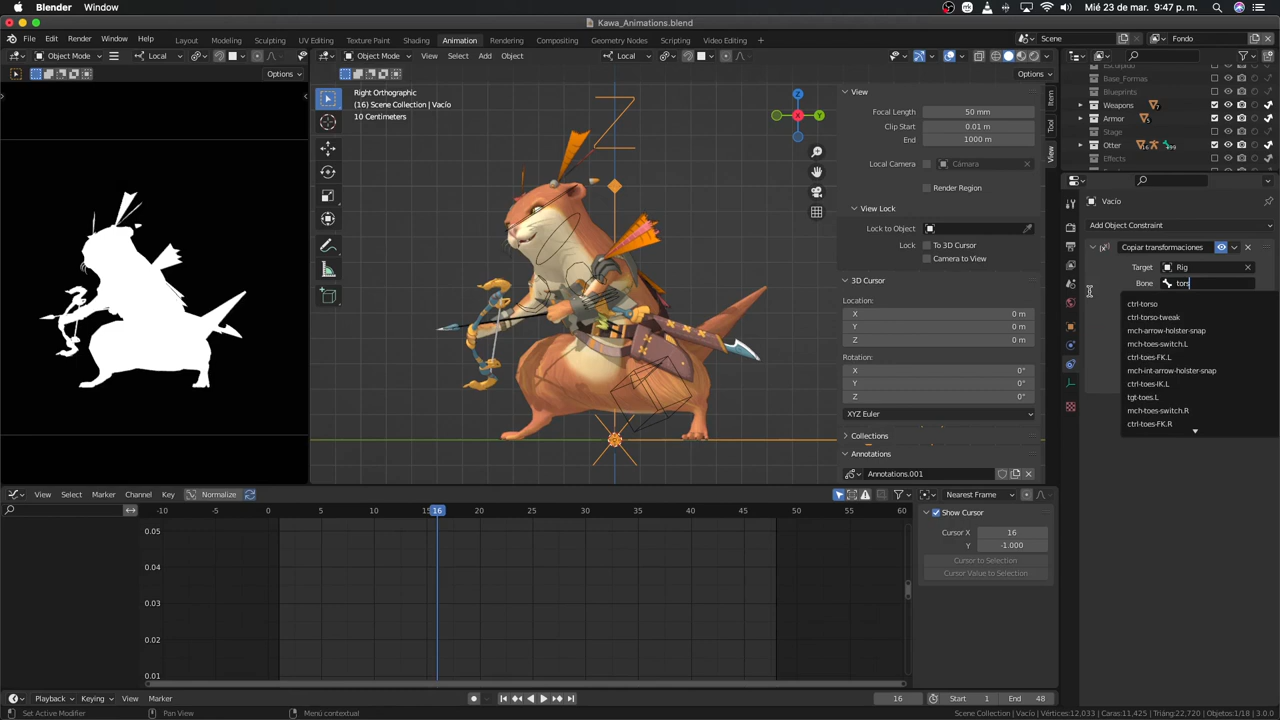 Blender Window Mié 23 de mar. 9:47 p. m.
Kawa_Animations.blend
File Edit Render Window Help Layout Modeling Sculpting UV Editing Texture Paint Shading Animation Rendering Compositing Geometry Nodes Scripting Video Editing + Scene Fondo
Object Mode Local Object Mode View Select Add Object Local
Options Options
Right Orthographic
(16) Scene Collection | Vacío
10 Centimeters
Z
Y
X
View
Focal Length 50 mm
Clip Start 0.01 m
End 1000 m
Local Camera Cámara
Render Region
View Lock
Lock to Object
Lock To 3D Cursor
Camera to View
3D Cursor
Location:
X 0 m
Y 0 m
Z 0 m
Rotation:
X 0°
Y 0°
Z 0°
XYZ Euler
Collections
Annotations
Annotations.001
Item
Tool
View
Base_Formas
Blueprints
Weapons
Armor
Stage
Otter
Effects
Vacío
Add Object Constraint
Copiar transformaciones
Target Rig
Bone tors
ctrl-torso
ctrl-torso-tweak
mch-arrow-holster-snap
mch-toes-switch.L
ctrl-toes-FK.L
mch-int-arrow-holster-snap
ctrl-toes-IK.L
tgt-toes.L
mch-toes-switch.R
ctrl-toes-FK.R
View Select Marker Channel Key Normalize Nearest Frame
-10 -5 0 5 10 15 16 20 25 30 35 40 45 50 55 60
0.05
0.04
0.03
0.02
0.01
Show Cursor
Cursor X 16
Y -1.000
Cursor to Selection
Cursor Value to Selection
Playback Keying View Marker 16 Start 1 End 48
Set Active Modifier Pan View Menú contextual Scene Collection | Vacío | Vértices:12,033 | Caras:11,425 | Triáng:22,720 | Objetos:1/18 | 3.0.0